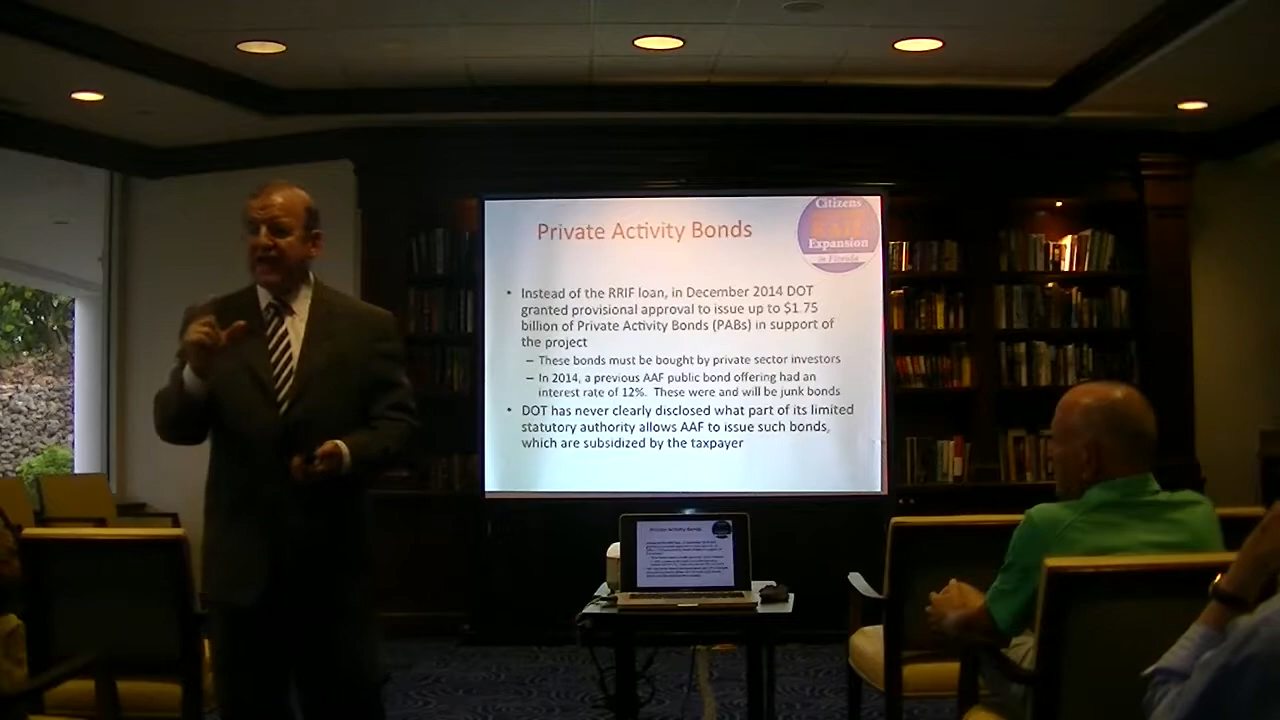 Private Activity Bonds
Citizens
RAIL
Expansion
in Florida
• Instead of the RRIF loan, in December 2014 DOT
granted provisional approval to issue up to $1.75
billion of Private Activity Bonds (PABs) in support of
the project
– These bonds must be bought by private sector investors
– In 2014, a previous AAF public bond offering had an
interest rate of 12%. These were and will be junk bonds
• DOT has never clearly disclosed what part of its limited
statutory authority allows AAF to issue such bonds,
which are subsidized by the taxpayer
Private Activity Bonds